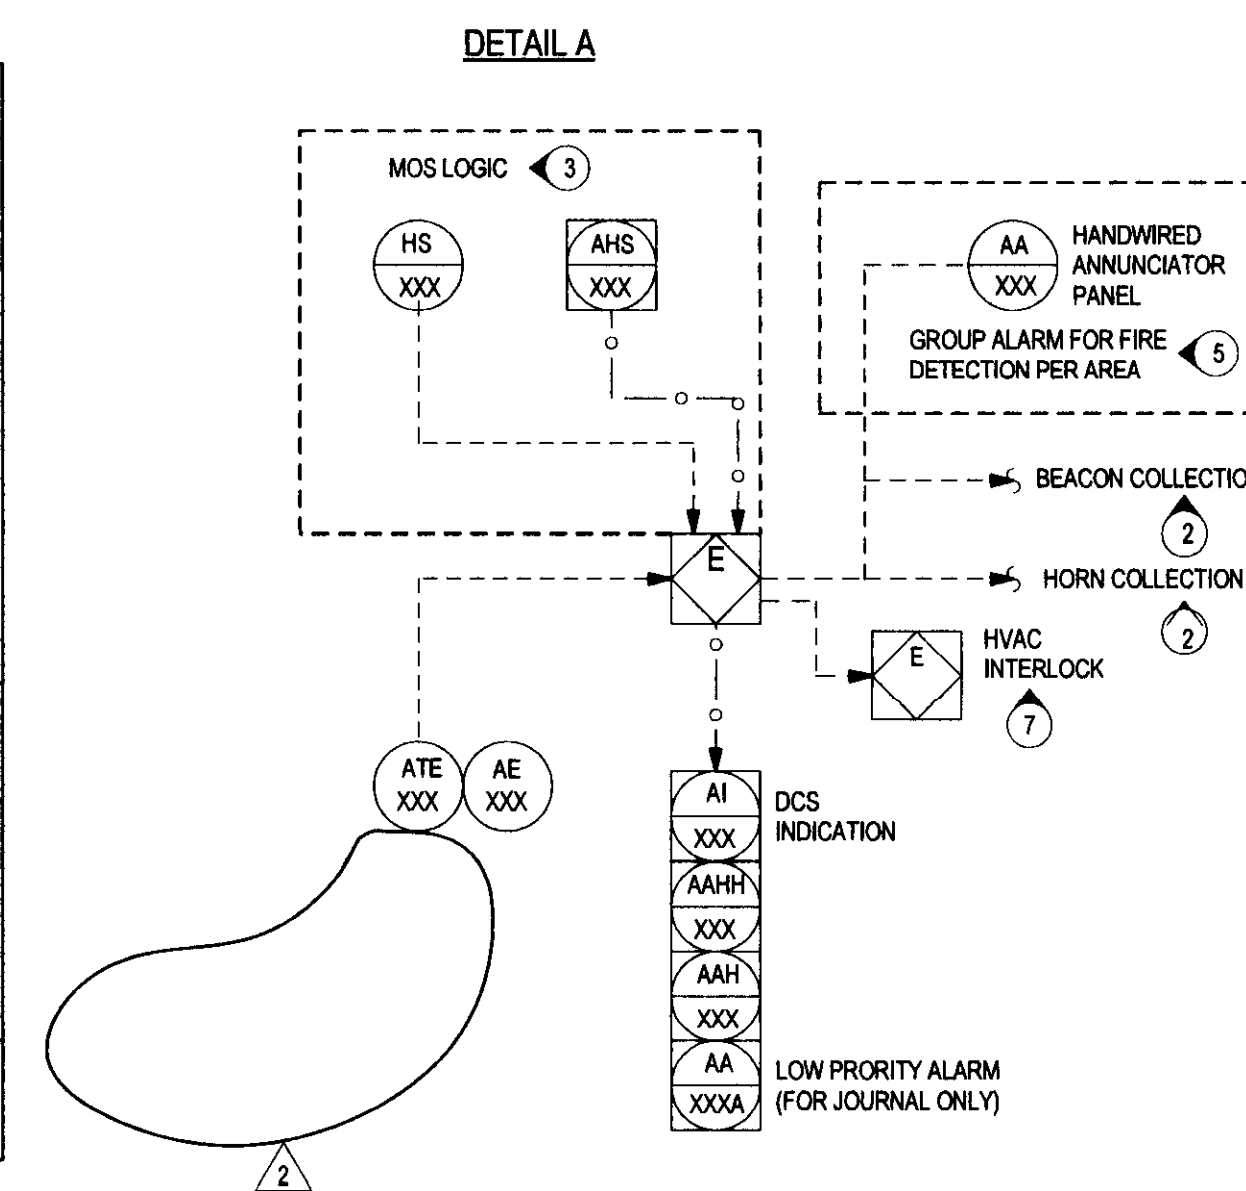 DETAIL A
MOS LOGIC 3
HS
XXX
AHS
XXX
AA
XXX
HANDWIRED
ANNUNCIATOR
PANEL
GROUP ALARM FOR FIRE
DETECTION PER AREA
5
BEACON COLLECTIO
2
E
HORN COLLECTION
2
E
HVAC
INTERLOCK
7
ATE
XXX
AE
XXX
AI
XXX
DCS
INDICATION
AAHH
XXX
AAH
XXX
AA
XXXA
LOW PRORITY ALARM
(FOR JOURNAL ONLY)
2